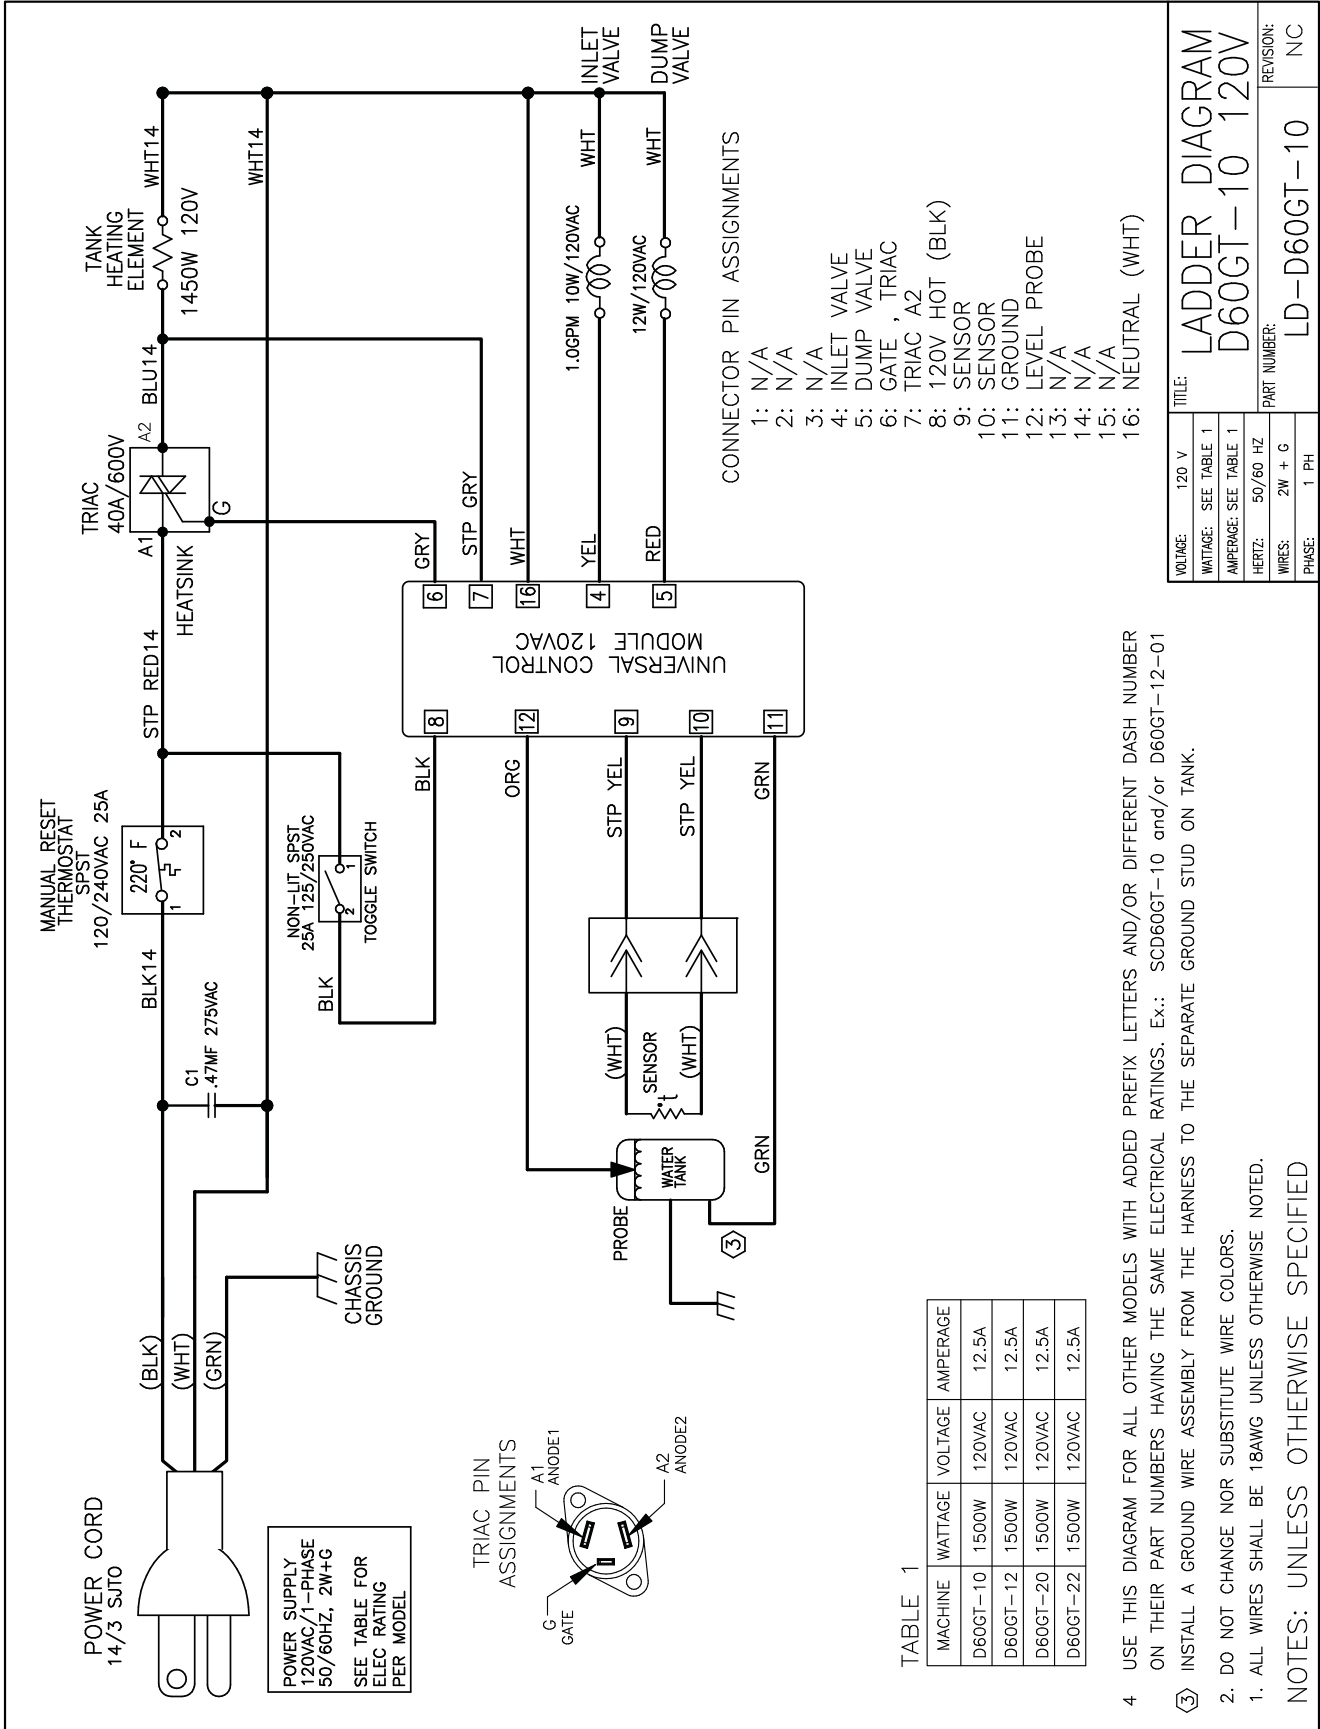 POWER CORD
14/3 SJTO
(BLK)
(WHT)
(GRN)
POWER SUPPLY
120VAC/1-PHASE
50/60HZ, 2W+G
SEE TABLE FOR
ELEC RATING
PER MODEL
CHASSIS
GROUND
C1
.47MF 275VAC
BLK14
MANUAL RESET
THERMOSTAT
SPST
120/240VAC 25A
220° F
1
2
STP RED14
TRIAC
40A/600V
A1
A2
G
HEATSINK
BLU14
TANK
HEATING
ELEMENT
1450W 120V
WHT14
WHT14
NON-LIT SPST
25A 125/250VAC
2
1
TOGGLE SWITCH
BLK
BLK
GRY
STP GRY
WHT
YEL
RED
8
12
9
10
11
6
7
16
4
5
UNIVERSAL CONTROL
MODULE 120VAC
1.0GPM 10W/120VAC
12W/120VAC
WHT
WHT
INLET
VALVE
DUMP
VALVE
ORG
STP YEL
STP YEL
GRN
(WHT)
SENSOR
t°
(WHT)
PROBE
WATER
TANK
GRN
3
TRIAC PIN
ASSIGNMENTS
G
GATE
A1
ANODE1
A2
ANODE2
CONNECTOR PIN ASSIGNMENTS
1: N/A
2: N/A
3: N/A
4: INLET VALVE
5: DUMP VALVE
6: GATE , TRIAC
7: TRIAC A2
8: 120V HOT (BLK)
9: SENSOR
10: SENSOR
11: GROUND
12: LEVEL PROBE
13: N/A
14: N/A
15: N/A
16: NEUTRAL (WHT)
TABLE 1
MACHINE WATTAGE VOLTAGE AMPERAGE
D60GT-10 1500W 120VAC 12.5A
D60GT-12 1500W 120VAC 12.5A
D60GT-20 1500W 120VAC 12.5A
D60GT-22 1500W 120VAC 12.5A
4 USE THIS DIAGRAM FOR ALL OTHER MODELS WITH ADDED PREFIX LETTERS AND/OR DIFFERENT DASH NUMBER
ON THEIR PART NUMBERS HAVING THE SAME ELECTRICAL RATINGS. Ex.: SCD60GT-10 and/or D60GT-12-01
3 INSTALL A GROUND WIRE ASSEMBLY FROM THE HARNESS TO THE SEPARATE GROUND STUD ON TANK.
2. DO NOT CHANGE NOR SUBSTITUTE WIRE COLORS.
1. ALL WIRES SHALL BE 18AWG UNLESS OTHERWISE NOTED.
NOTES: UNLESS OTHERWISE SPECIFIED
VOLTAGE: 120 V
WATTAGE: SEE TABLE 1
AMPERAGE: SEE TABLE 1
HERTZ: 50/60 HZ
WIRES: 2W + G
PHASE: 1 PH
TITLE:
LADDER DIAGRAM
D60GT-10 120V
PART NUMBER:
LD-D60GT-10
REVISION:
NC